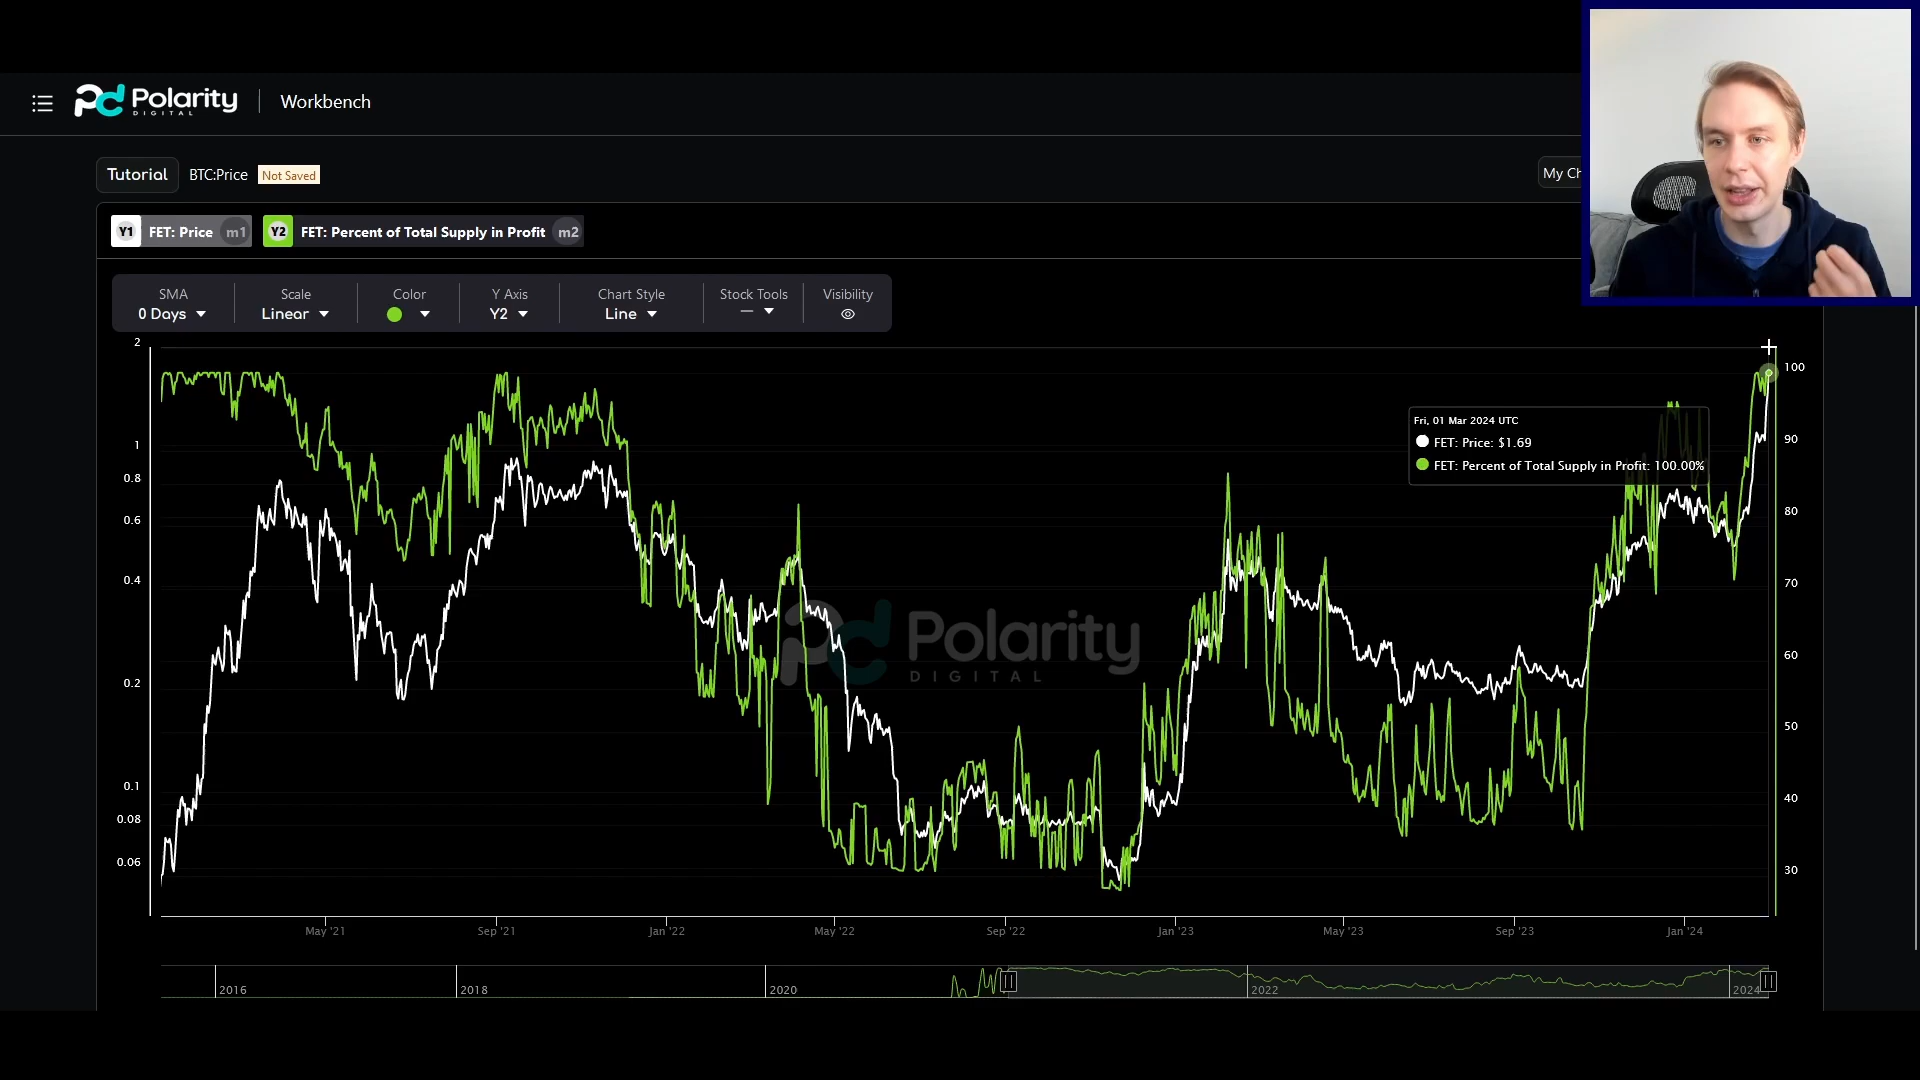 Polarity
DIGITAL
Workbench
Tutorial
BTC:Price
Not Saved
My Ch
Y1 FET: Price m1
Y2 FET: Percent of Total Supply in Profit m2
SMA
0 Days
Scale
Linear
Color
Y Axis
Y2
Chart Style
Line
Stock Tools
Visibility
2
1
0.8
0.6
0.4
0.2
0.1
0.08
0.06
100
90
80
70
60
50
40
30
Fri, 01 Mar 2024 UTC
FET: Price: $1.69
FET: Percent of Total Supply in Profit: 100.00%
Polarity
DIGITAL
May '21
Sep '21
Jan '22
May '22
Sep '22
Jan '23
May '23
Sep '23
Jan '24
2016
2018
2020
2022
2024